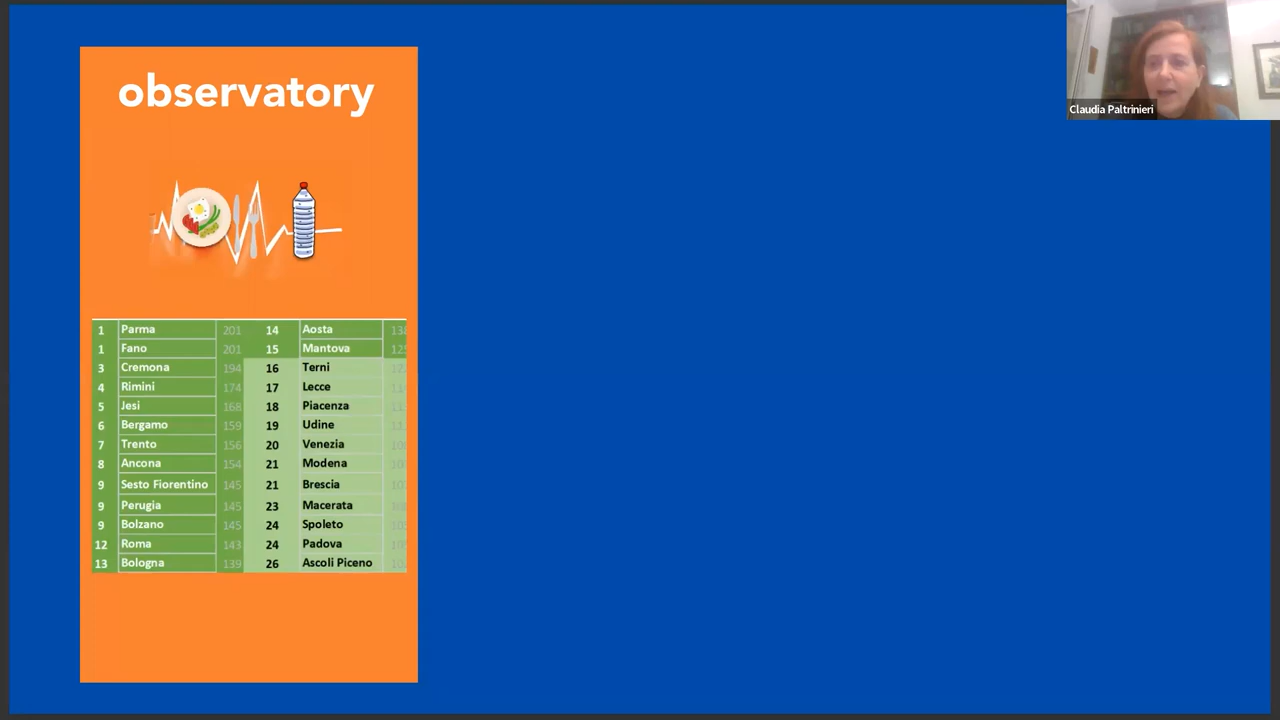 observatory
Claudia Paltrinieri
1 Parma 201 14 Aosta
1 Fano 201 15 Mantova
3 Cremona 194 16 Terni
4 Rimini 174 17 Lecce
5 Jesi 168 18 Piacenza
6 Bergamo 159 19 Udine
7 Trento 156 20 Venezia
8 Ancona 154 21 Modena
9 Sesto Fiorentino 145 21 Brescia
9 Perugia 145 23 Macerata
9 Bolzano 145 24 Spoleto
12 Roma 143 24 Padova
13 Bologna 139 26 Ascoli Piceno